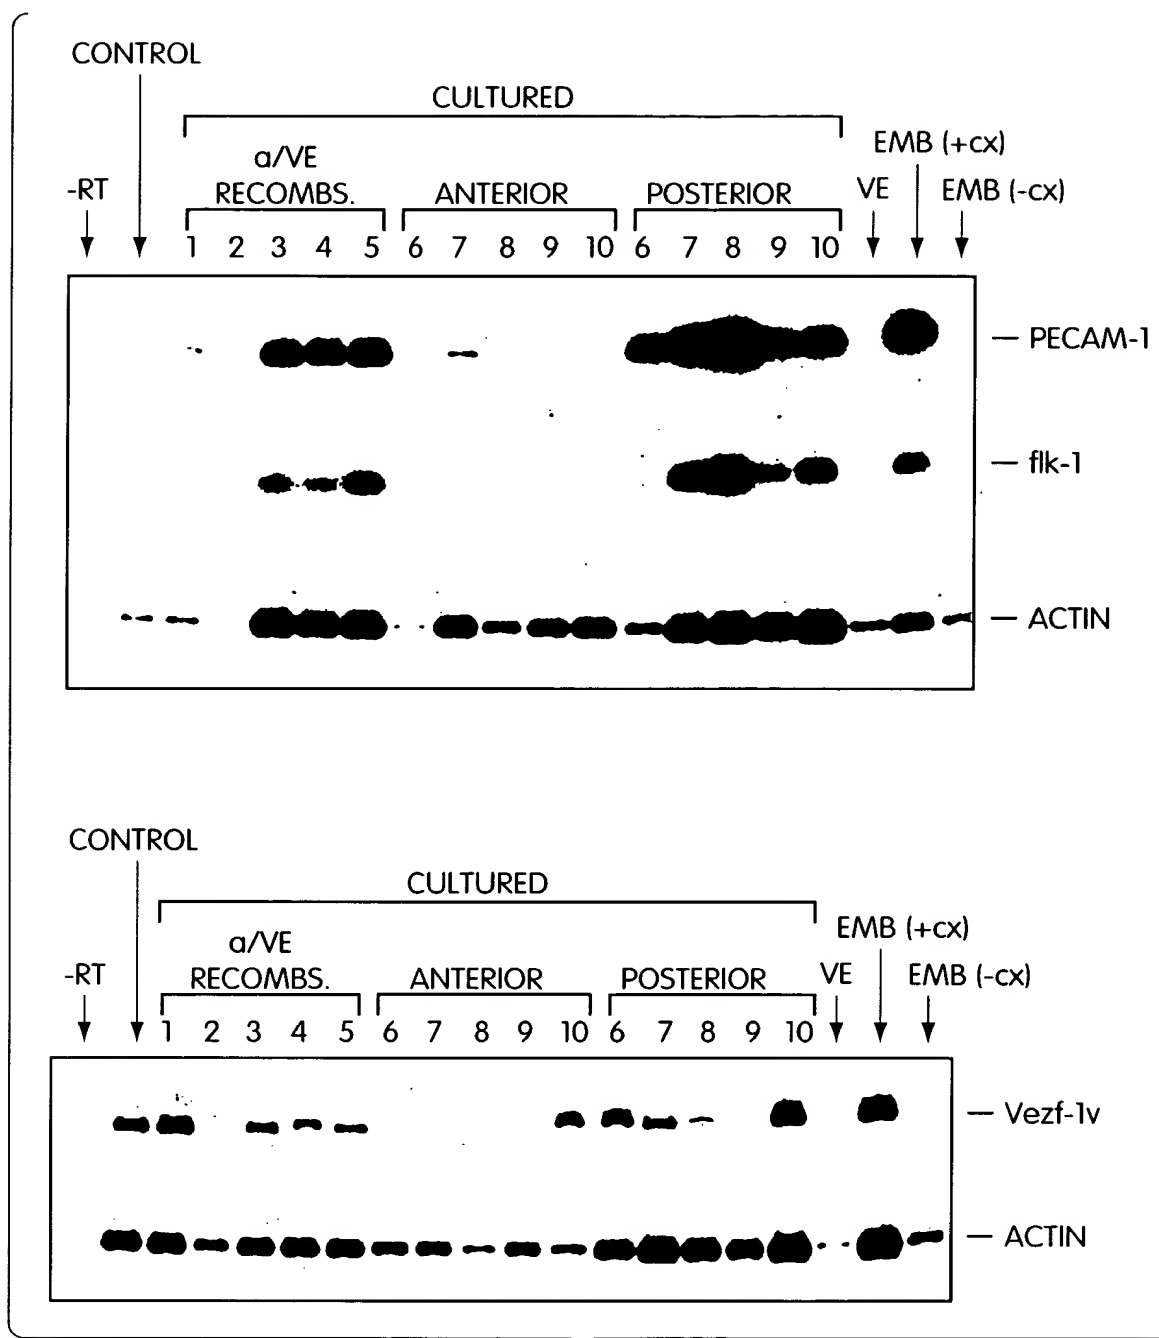 CONTROL
CULTURED
a/VE
EMB (+cx)
-RT RECOMBS. ANTERIOR POSTERIOR VE EMB (-cx)
1 2 3 4 5 6 7 8 9 10 6 7 8 9 10
— PECAM-1
— flk-1
— ACTIN
CONTROL
CULTURED
a/VE
EMB (+cx)
-RT RECOMBS. ANTERIOR POSTERIOR VE EMB (-cx)
1 2 3 4 5 6 7 8 9 10 6 7 8 9 10
— Vezf-1v
— ACTIN